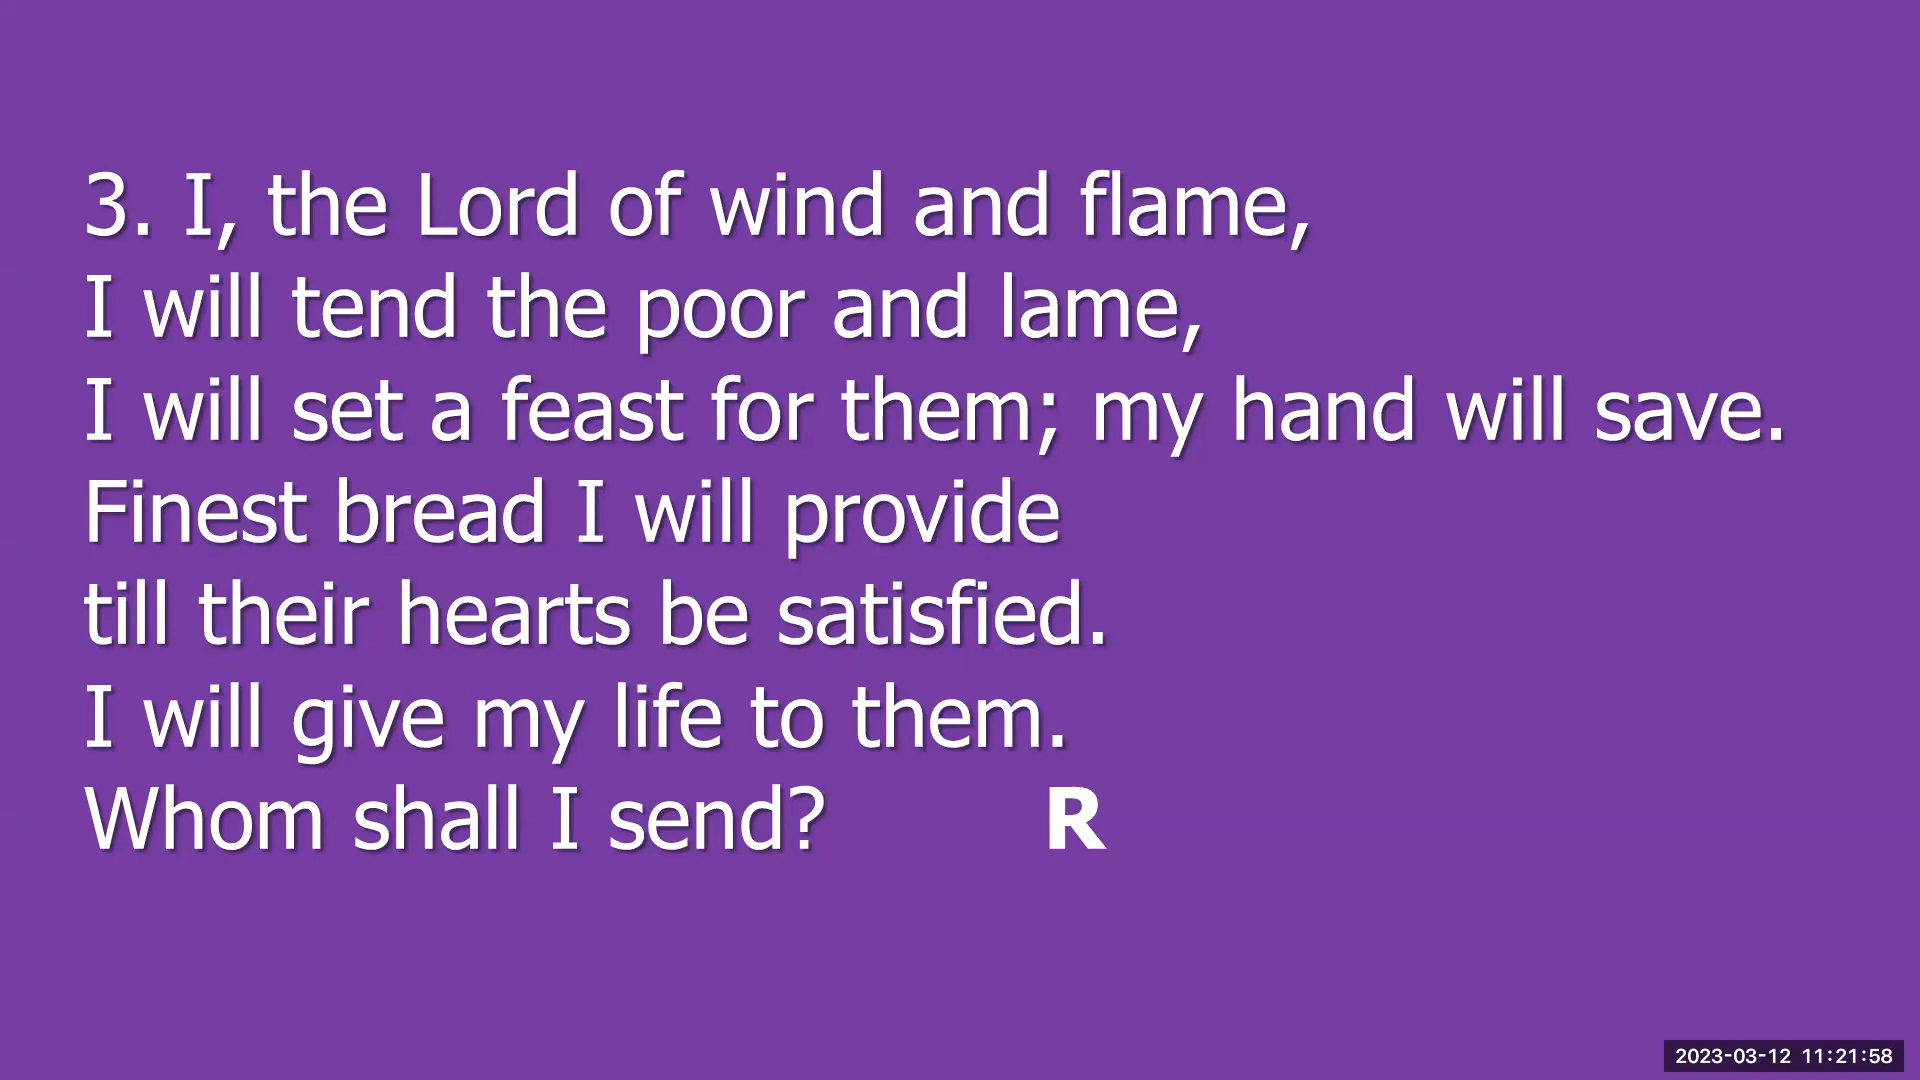 3. I, the Lord of wind and flame,
I will tend the poor and lame,
I will set a feast for them; my hand will save.
Finest bread I will provide
till their hearts be satisfied.
I will give my life to them.
Whom shall I send? R
2023-03-12 11:21:58